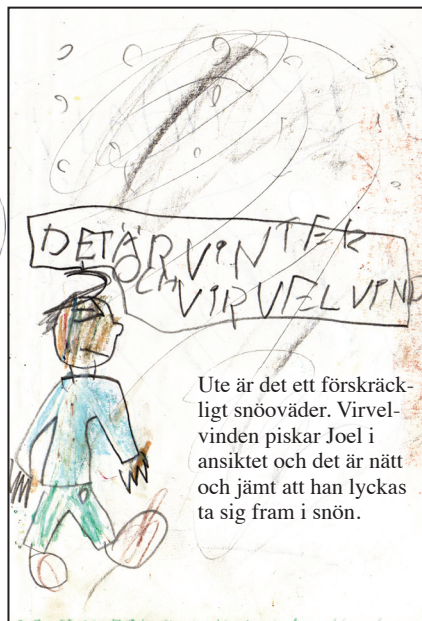 DET ÄR VINTER
OCH VIRVELVIND
Ute är det ett förskräck-
ligt snöoväder. Virvel-
vinden piskar Joel i
ansiktet och det är nätt
och jämt att han lyckas
ta sig fram i snön.